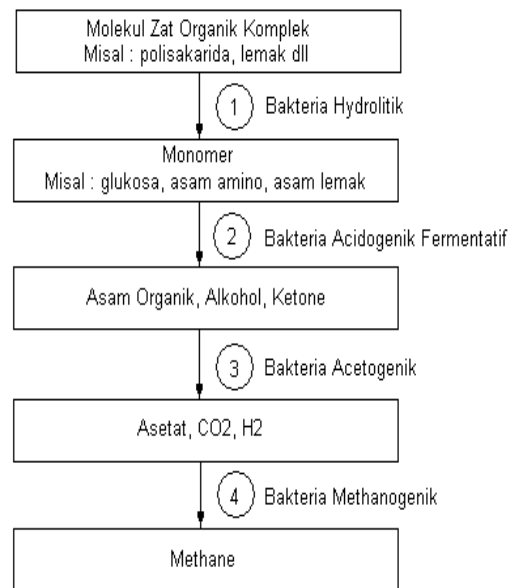 Molekul Zat Organik Komplek
Misal : polisakarida, lemak dll
1 Bakteria Hydrolitik
Monomer
Misal : glukosa, asam amino, asam lemak
2 Bakteria Acidogenik Fermentatif
Asam Organik, Alkohol, Ketone
3 Bakteria Acetogenik
Asetat, CO2, H2
4 Bakteria Methanogenik
Methane